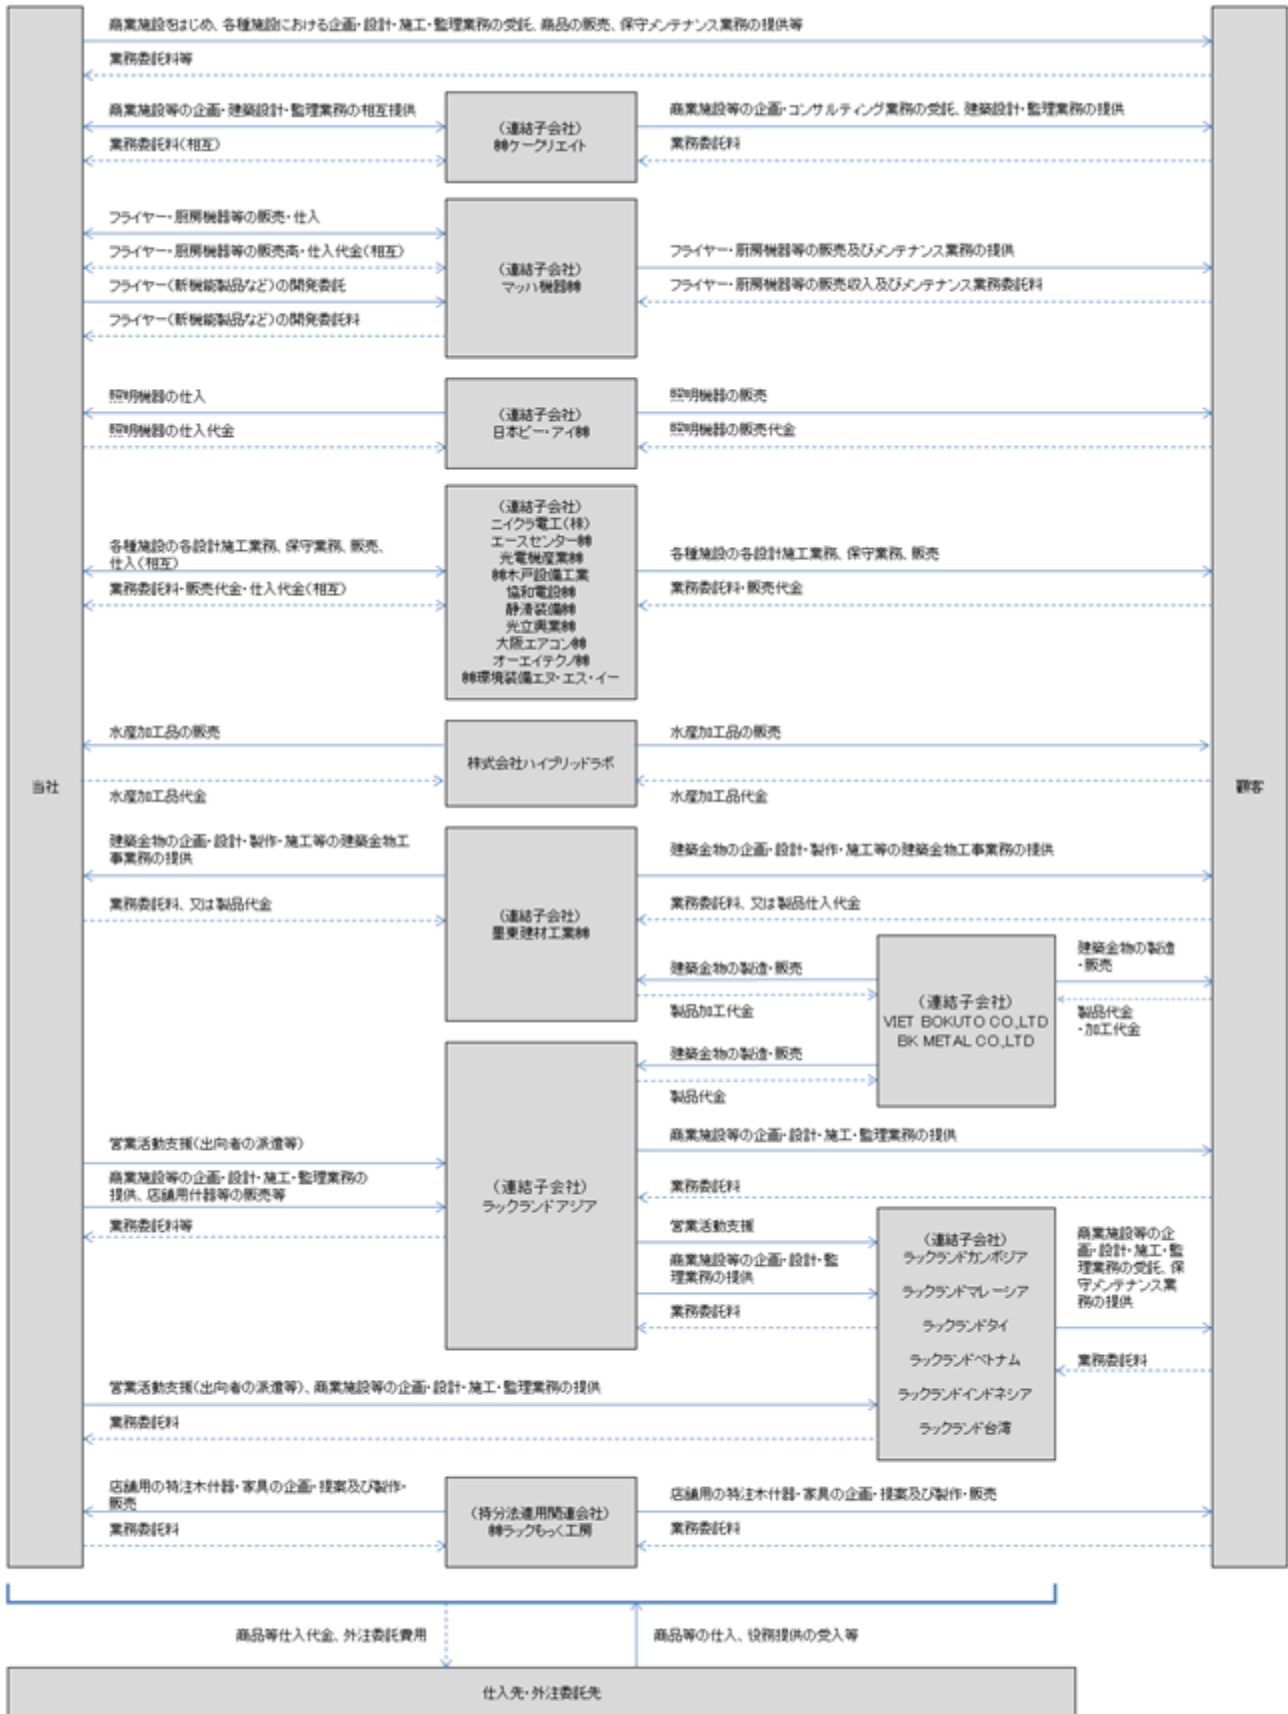 商業施設をはじめ、各種施設における企画・設計・施工・監理業務の受託、商品の販売、保守メンテナンス業務の提供等
業務委託料等
商業施設等の企画・建築設計・監理業務の相互提供
業務委託料(相互)
(連結子会社)
㈱ケークリエイト
商業施設等の企画・コンサルティング業務の受託、建築設計・監理業務の提供
業務委託料
フライヤー・厨房機器等の販売・仕入
フライヤー・厨房機器等の販売高・仕入代金(相互)
フライヤー(新機能製品など)の開発委託
フライヤー(新機能製品など)の開発委託料
(連結子会社)
マッハ機器㈱
フライヤー・厨房機器等の販売及びメンテナンス業務の提供
フライヤー・厨房機器等の販売収入及びメンテナンス業務委託料
照明機器の仕入
照明機器の仕入代金
(連結子会社)
日本ピー・アイ㈱
照明機器の販売
照明機器の販売代金
各種施設の各設計施工業務、保守業務、販売、
仕入(相互)
業務委託料・販売代金・仕入代金(相互)
(連結子会社)
ニイクラ電工(株)
エースセンター㈱
光電機産業㈱
㈱木戸設備工業
協和電設㈱
静清装備㈱
光立興業㈱
大阪エアコン㈱
オーエイテクノ㈱
㈱環境装備エヌ・エス・イー
各種施設の各設計施工業務、保守業務、販売
業務委託料・販売代金
水産加工品の販売
水産加工品代金
株式会社ハイブリッドラボ
水産加工品の販売
水産加工品代金
当社
顧客
建築金物の企画・設計・製作・施工等の建築金物工
事業務の提供
業務委託料、又は製品代金
(連結子会社)
墨東建材工業㈱
建築金物の企画・設計・製作・施工等の建築金物工事業務の提供
業務委託料、又は製品仕入代金
建築金物の製造・販売
製品加工代金
(連結子会社)
VIET BOKUTO CO.,LTD
BK METAL CO.,LTD
建築金物の製造
・販売
製品代金
・加工代金
建築金物の製造・販売
製品代金
営業活動支援(出向者の派遣等)
商業施設等の企画・設計・施工・監理業務の
提供、店舗用什器等の販売等
業務委託料等
(連結子会社)
ラックランドアジア
商業施設等の企画・設計・施工・監理業務の提供
業務委託料
営業活動支援
商業施設等の企画・設計・監
理業務の提供
業務委託料
(連結子会社)
ラックランドカンボジア
ラックランドマレーシア
ラックランドタイ
ラックランドベトナム
ラックランドインドネシア
ラックランド台湾
商業施設等の企
画・設計・施工・監
理業務の受託、保
守メンテナンス業
務の提供
業務委託料
営業活動支援(出向者の派遣等)、商業施設等の企画・設計・施工・監理業務の提供
業務委託料
店舗用の特注木什器・家具の企画・提案及び製作・
販売
業務委託料
(持分法適用関連会社)
㈱ラックもっく工房
店舗用の特注木什器・家具の企画・提案及び製作・販売
業務委託料
商品等仕入代金、外注委託費用
商品等の仕入、役務提供の受入等
仕入先・外注委託先